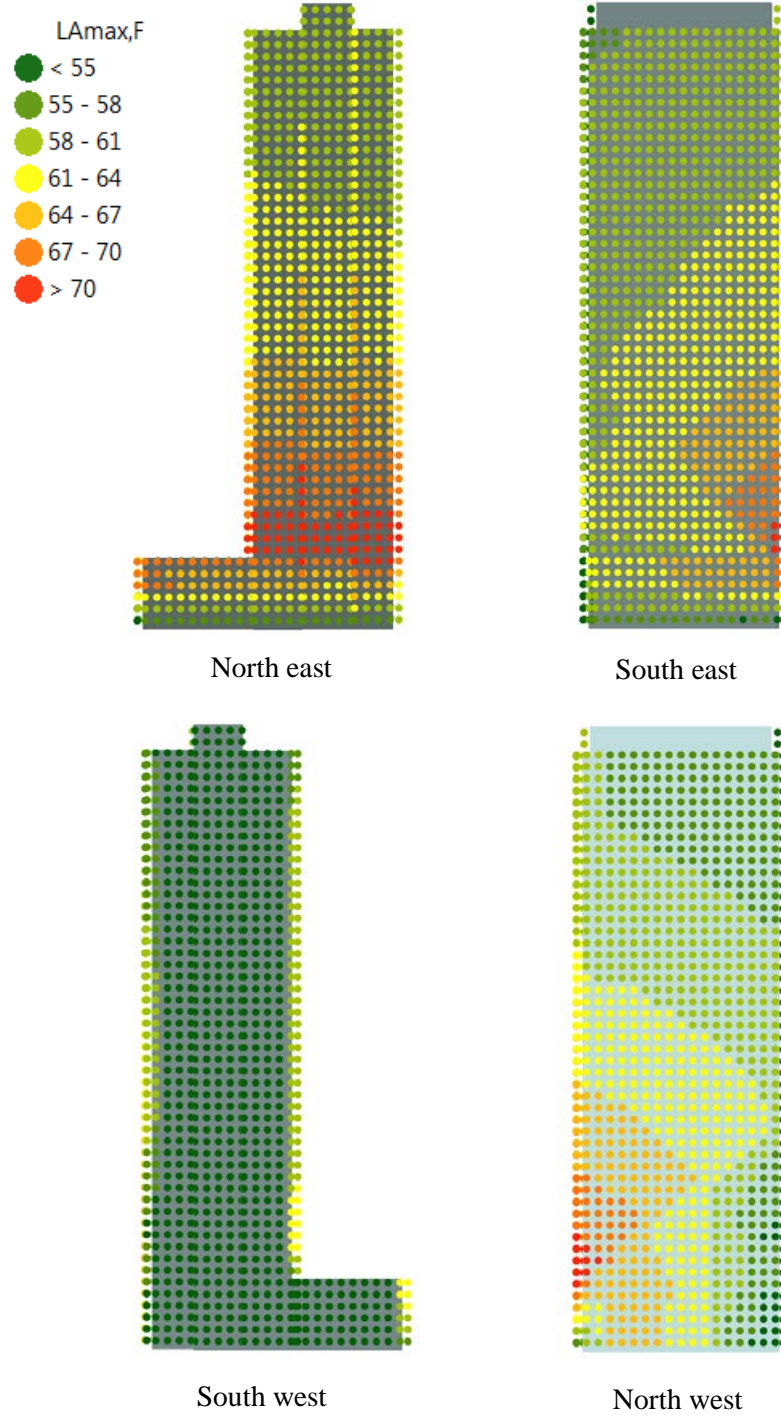 LAmax,F
< 55
55 - 58
58 - 61
61 - 64
64 - 67
67 - 70
> 70
North east
South east
South west
North west